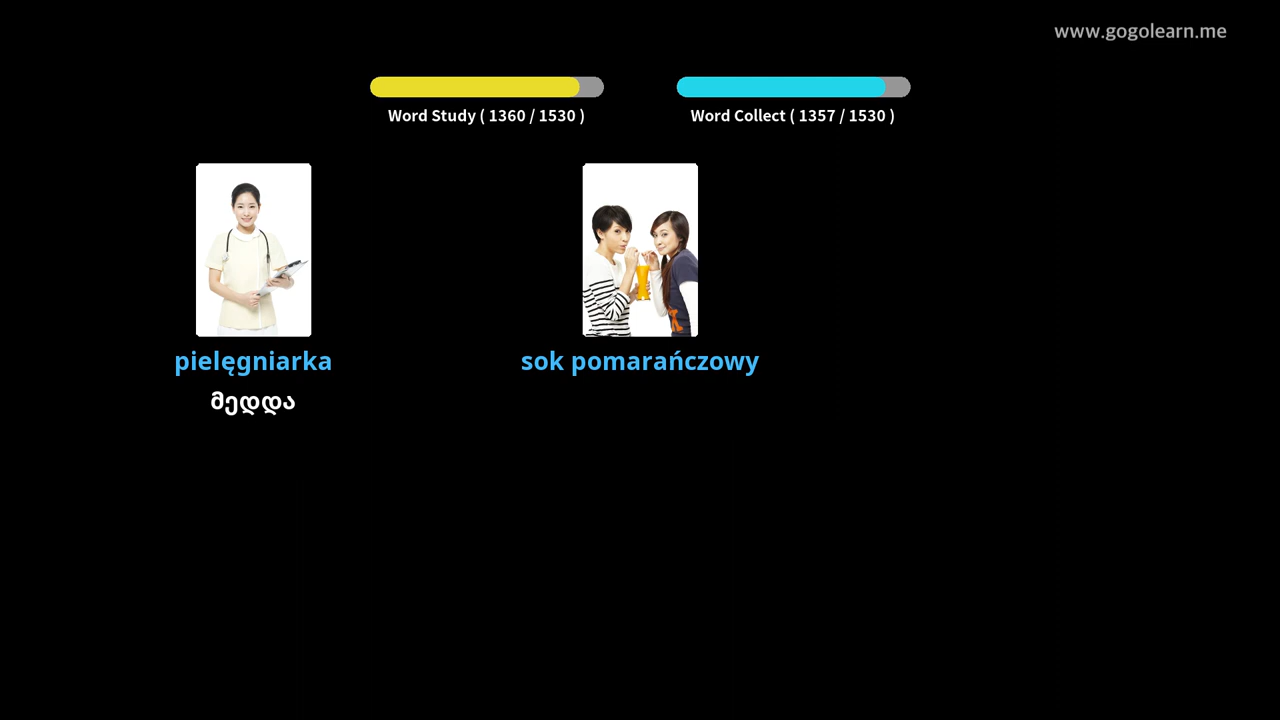 www.gogolearn.me
Word Study ( 1360 / 1530 )
Word Collect ( 1357 / 1530 )
pielęgniarka
sok pomarańczowy
მედდა